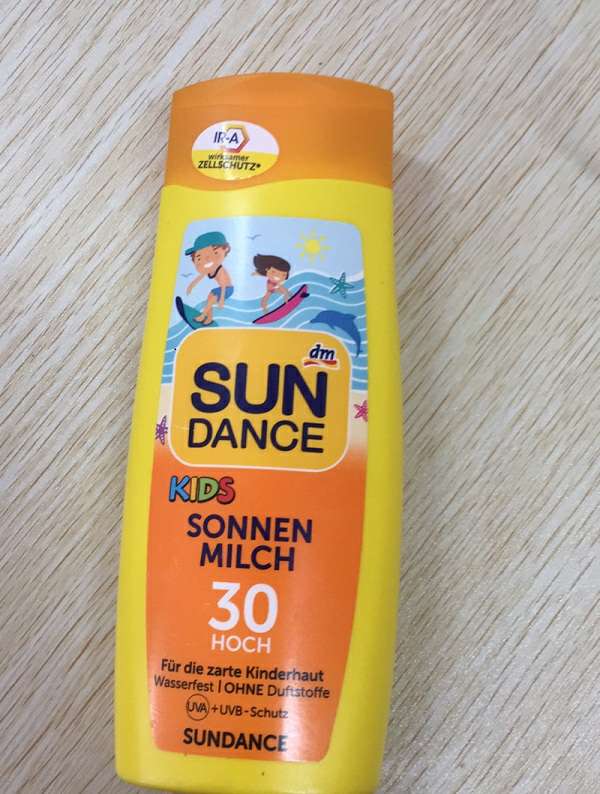 IR-A
wirksamer
ZELLSCHUTZ*
dm
SUN
DANCE
KIDS
SONNEN
MILCH
30
HOCH
Für die zarte Kinderhaut
Wasserfest | OHNE Duftstoffe
UVA + UVB-Schutz
SUNDANCE